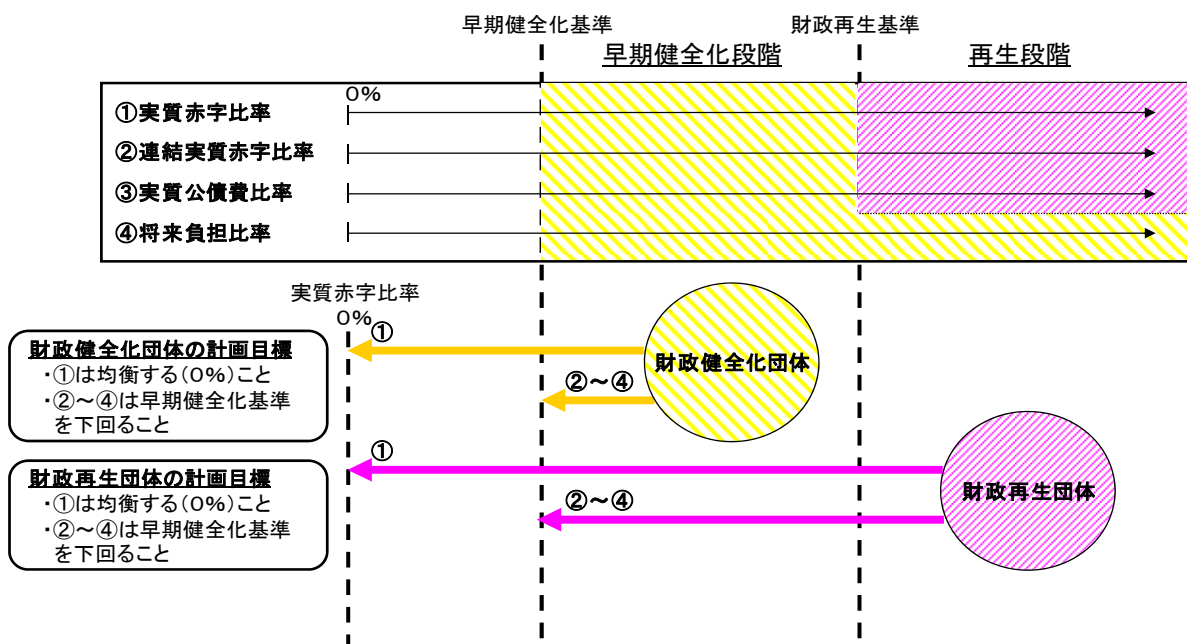 早期健全化基準
財政再生基準
早期健全化段階
再生段階
0%
①実質赤字比率
②連結実質赤字比率
③実質公債費比率
④将来負担比率
実質赤字比率
0%
①
財政健全化団体の計画目標
・①は均衡する(0%)こと
・②～④は早期健全化基準
を下回ること
財政健全化団体
②～④
①
財政再生団体の計画目標
・①は均衡する(0%)こと
・②～④は早期健全化基準
を下回ること
②～④
財政再生団体